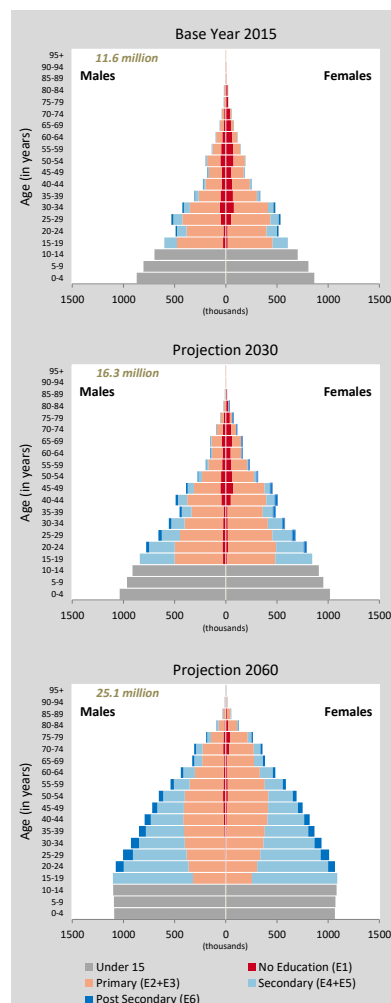 Base Year 2015
11.6 million
Males
Females
Age (in years)
95+
90-94
85-89
80-84
75-79
70-74
65-69
60-64
55-59
50-54
45-49
40-44
35-39
30-34
25-29
20-24
15-19
10-14
5-9
0-4
1500 1000 500 0 500 1000 1500
(thousands)
Projection 2030
16.3 million
Males
Females
Age (in years)
95+
90-94
85-89
80-84
75-79
70-74
65-69
60-64
55-59
50-54
45-49
40-44
35-39
30-34
25-29
20-24
15-19
10-14
5-9
0-4
1500 1000 500 0 500 1000 1500
(thousands)
Projection 2060
25.1 million
Males
Females
Age (in years)
95+
90-94
85-89
80-84
75-79
70-74
65-69
60-64
55-59
50-54
45-49
40-44
35-39
30-34
25-29
20-24
15-19
10-14
5-9
0-4
1500 1000 500 0 500 1000 1500
(thousands)
Under 15
No Education (E1)
Primary (E2+E3)
Secondary (E4+E5)
Post Secondary (E6)